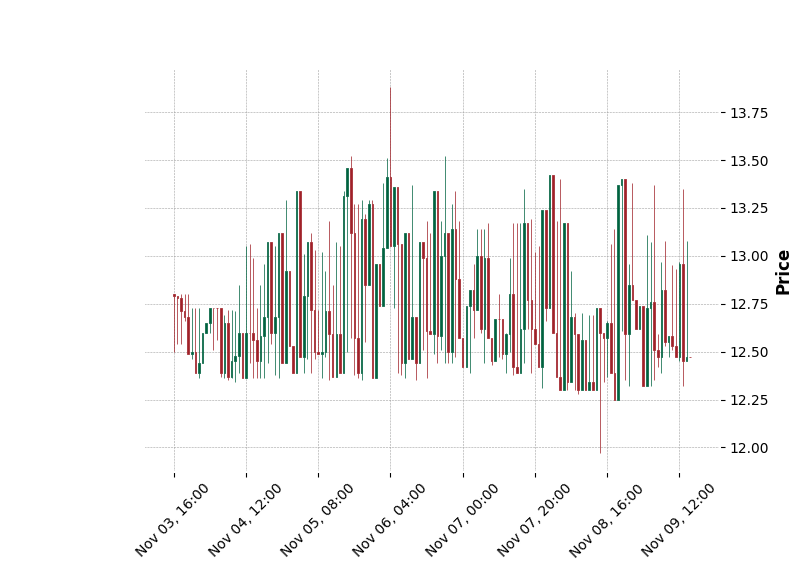 13.75
13.50
13.25
13.00
12.75
12.50
12.25
12.00
Price
Nov 03, 16:00
Nov 04, 12:00
Nov 05, 08:00
Nov 06, 04:00
Nov 07, 00:00
Nov 07, 20:00
Nov 08, 16:00
Nov 09, 12:00